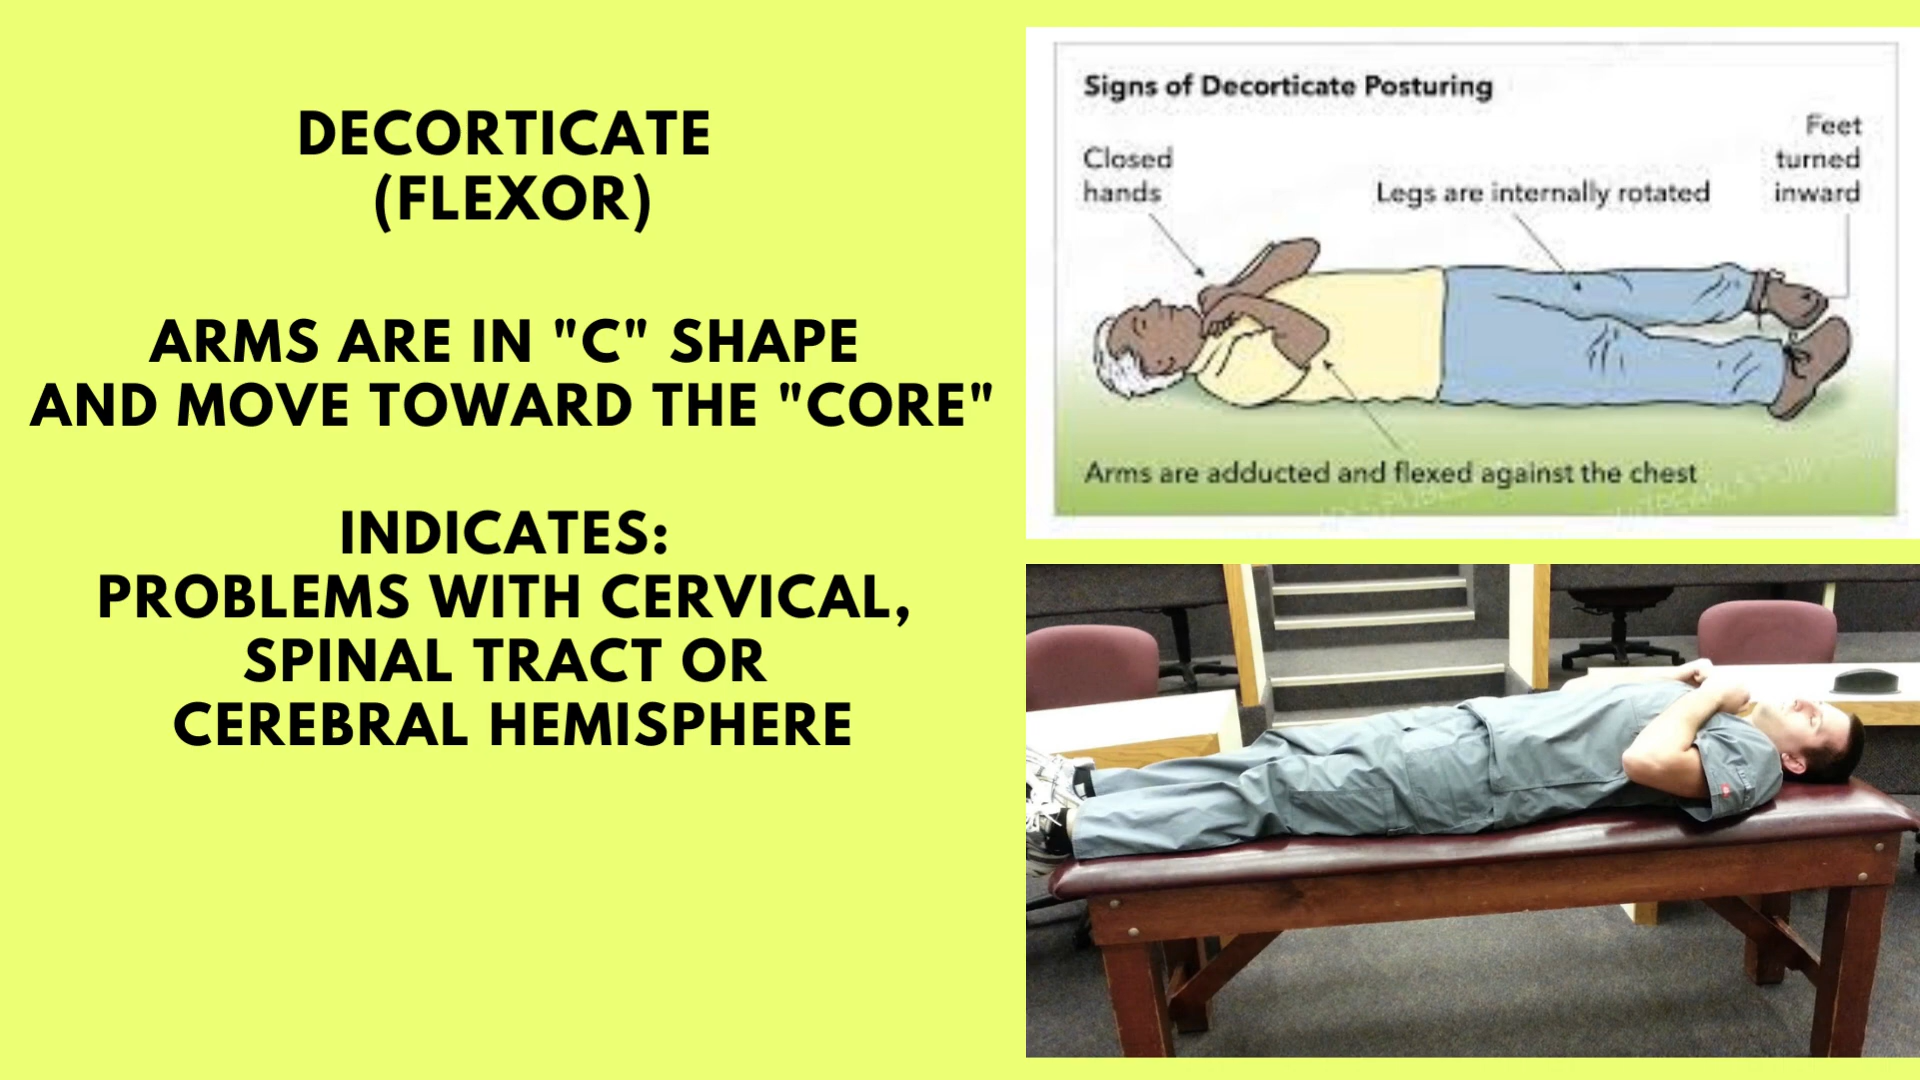 DECORTICATE
(FLEXOR)
ARMS ARE IN "C" SHAPE
AND MOVE TOWARD THE "CORE"
INDICATES:
PROBLEMS WITH CERVICAL,
SPINAL TRACT OR
CEREBRAL HEMISPHERE
Signs of Decorticate Posturing
Closed
hands
Legs are internally rotated
Feet
turned
inward
Arms are adducted and flexed against the chest